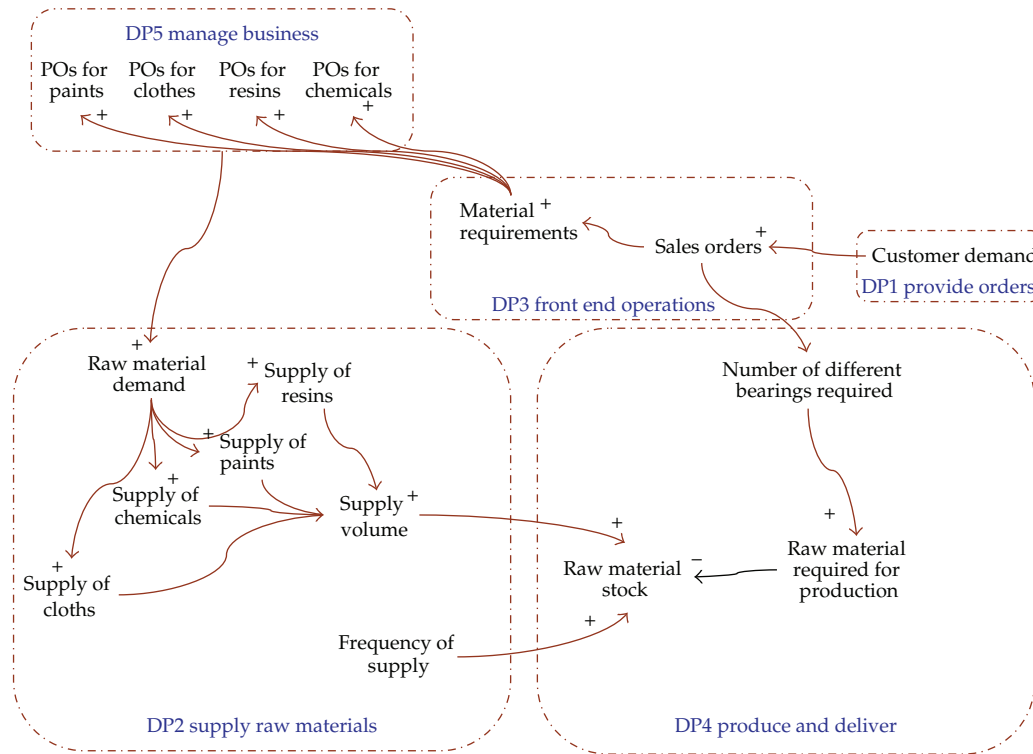 DP5 manage business
POs for
paints
+
POs for
clothes
+
POs for
resins
+
POs for
chemicals
+
Material +
requirements
Sales orders +
Customer demand
DP1 provide orders
DP3 front end operations
+
Raw material
demand
+
Supply of
resins
+
Supply of
paints
+
Supply of
chemicals
+
Supply of
cloths
Supply +
volume
Frequency of
supply
DP2 supply raw materials
Number of different
bearings required
+
Raw material
required for
production
+
Raw material −
stock
+
DP4 produce and deliver